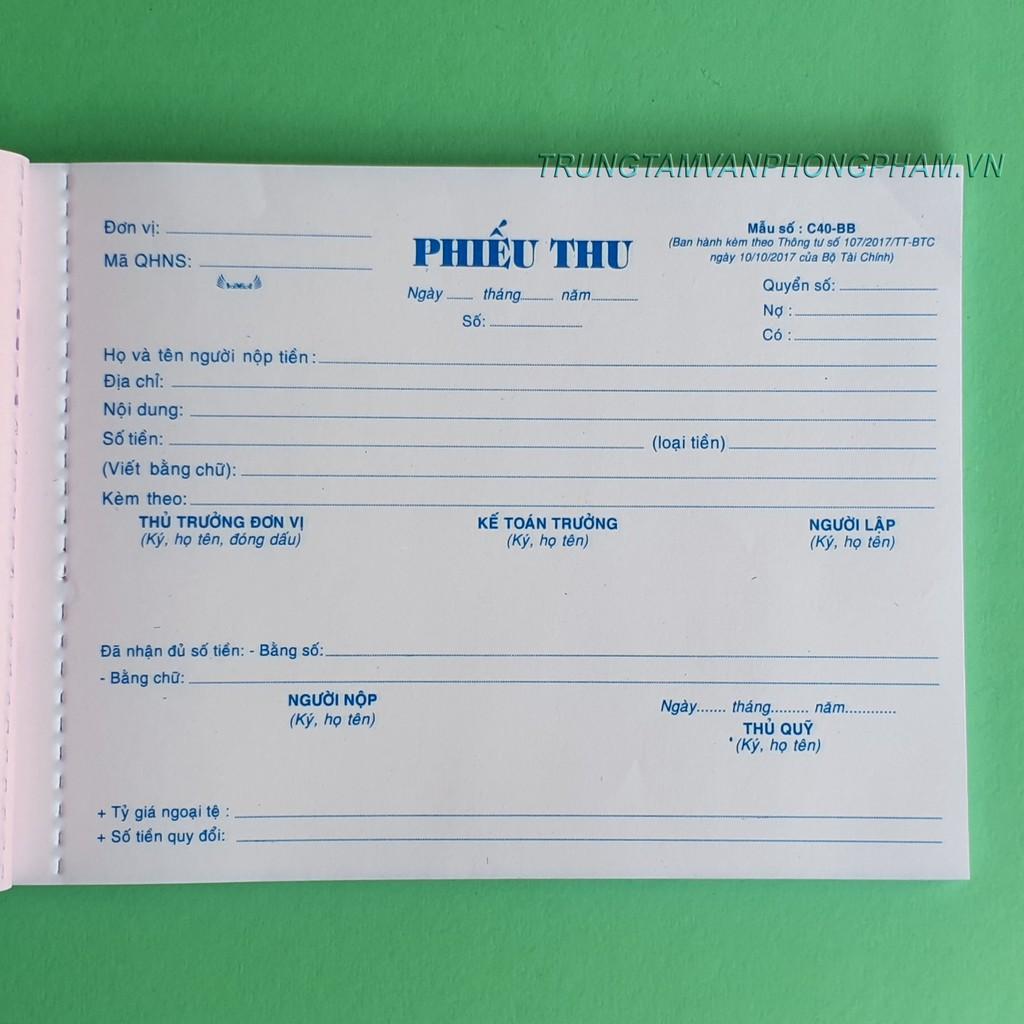 TRUNGTAMVANPHONGPHAM.VN
Đơn vị:
Mã QHNS:
PHIẾU THU
Ngày ........ tháng.......... năm..............
Số:
Mẫu số : C40-BB
(Ban hành kèm theo Thông tư số 107/2017/TT-BTC
ngày 10/10/2017 của Bộ Tài Chính)
Quyển số:
Nợ :
Có :
Họ và tên người nộp tiền :
Địa chỉ:
Nội dung:
Số tiền: (loại tiền)
(Viết bằng chữ):
Kèm theo:
THỦ TRƯỞNG ĐƠN VỊ
(Ký, họ tên, đóng dấu)
KẾ TOÁN TRƯỞNG
(Ký, họ tên)
NGƯỜI LẬP
(Ký, họ tên)
Đã nhận đủ số tiền: - Bằng số:
- Bằng chữ:
NGƯỜI NỘP
(Ký, họ tên)
Ngày....... tháng......... năm............
THỦ QUỸ
(Ký, họ tên)
+ Tỷ giá ngoại tệ :
+ Số tiền quy đổi: